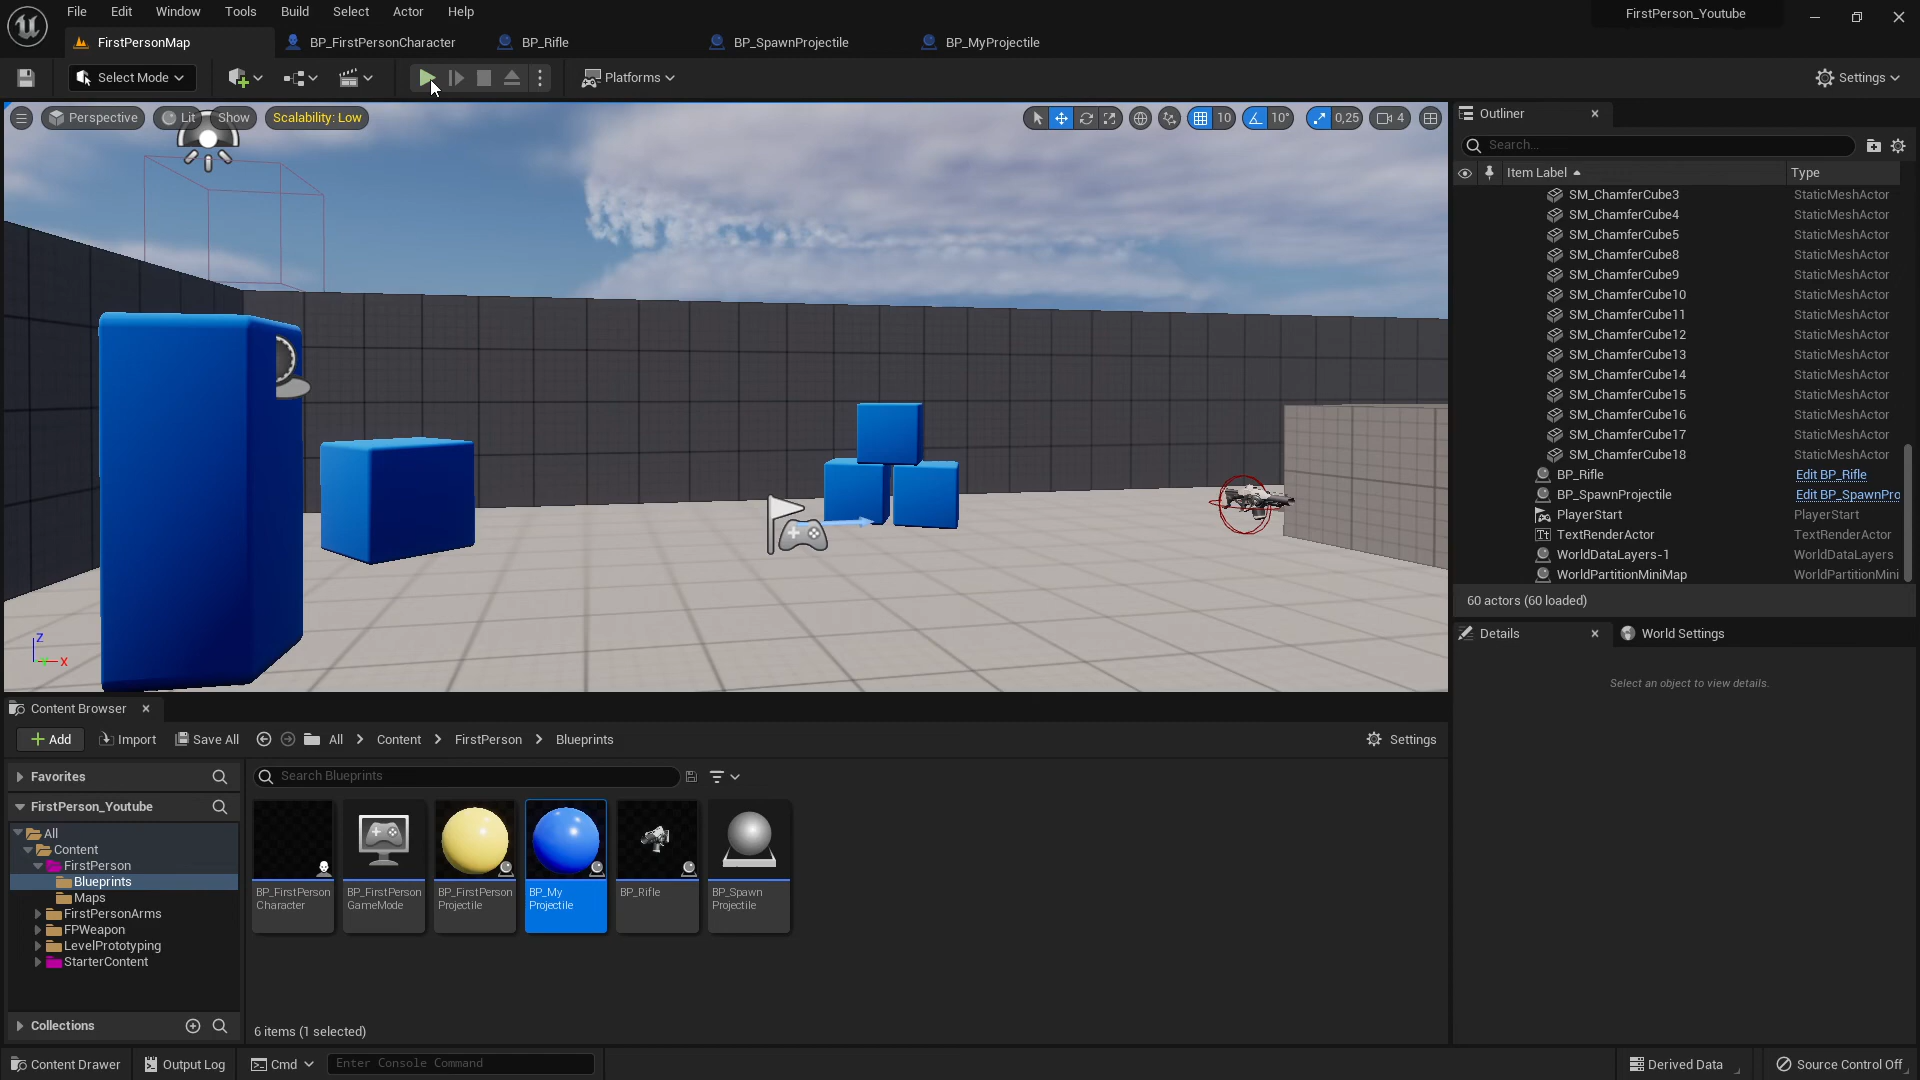 File Edit Window Tools Build Select Actor Help
FirstPerson_Youtube
FirstPersonMap BP_FirstPersonCharacter BP_Rifle BP_SpawnProjectile BP_MyProjectile
Select Mode Platforms Settings
Perspective Lit Show Scalability: Low 10 10° 0,25 4
Outliner
Search...
Item Label Type
SM_ChamferCube3 StaticMeshActor
SM_ChamferCube4 StaticMeshActor
SM_ChamferCube5 StaticMeshActor
SM_ChamferCube8 StaticMeshActor
SM_ChamferCube9 StaticMeshActor
SM_ChamferCube10 StaticMeshActor
SM_ChamferCube11 StaticMeshActor
SM_ChamferCube12 StaticMeshActor
SM_ChamferCube13 StaticMeshActor
SM_ChamferCube14 StaticMeshActor
SM_ChamferCube15 StaticMeshActor
SM_ChamferCube16 StaticMeshActor
SM_ChamferCube17 StaticMeshActor
SM_ChamferCube18 StaticMeshActor
BP_Rifle Edit BP_Rifle
BP_SpawnProjectile Edit BP_SpawnPro
PlayerStart PlayerStart
Tt TextRenderActor TextRenderActor
WorldDataLayers-1 WorldDataLayers
WorldPartitionMiniMap WorldPartitionMini
60 actors (60 loaded)
Details World Settings
Select an object to view details.
Z
X
Content Browser
Add Import Save All All Content FirstPerson Blueprints Settings
Favorites
Search Blueprints
FirstPerson_Youtube
All
Content
FirstPerson
Blueprints
Maps
FirstPersonArms
FPWeapon
LevelPrototyping
StarterContent
Collections
BP_FirstPerson
Character
BP_FirstPerson
GameMode
BP_FirstPerson
Projectile
BP_My
Projectile
BP_Rifle
BP_Spawn
Projectile
6 items (1 selected)
Content Drawer Output Log Cmd Enter Console Command Derived Data Source Control Off